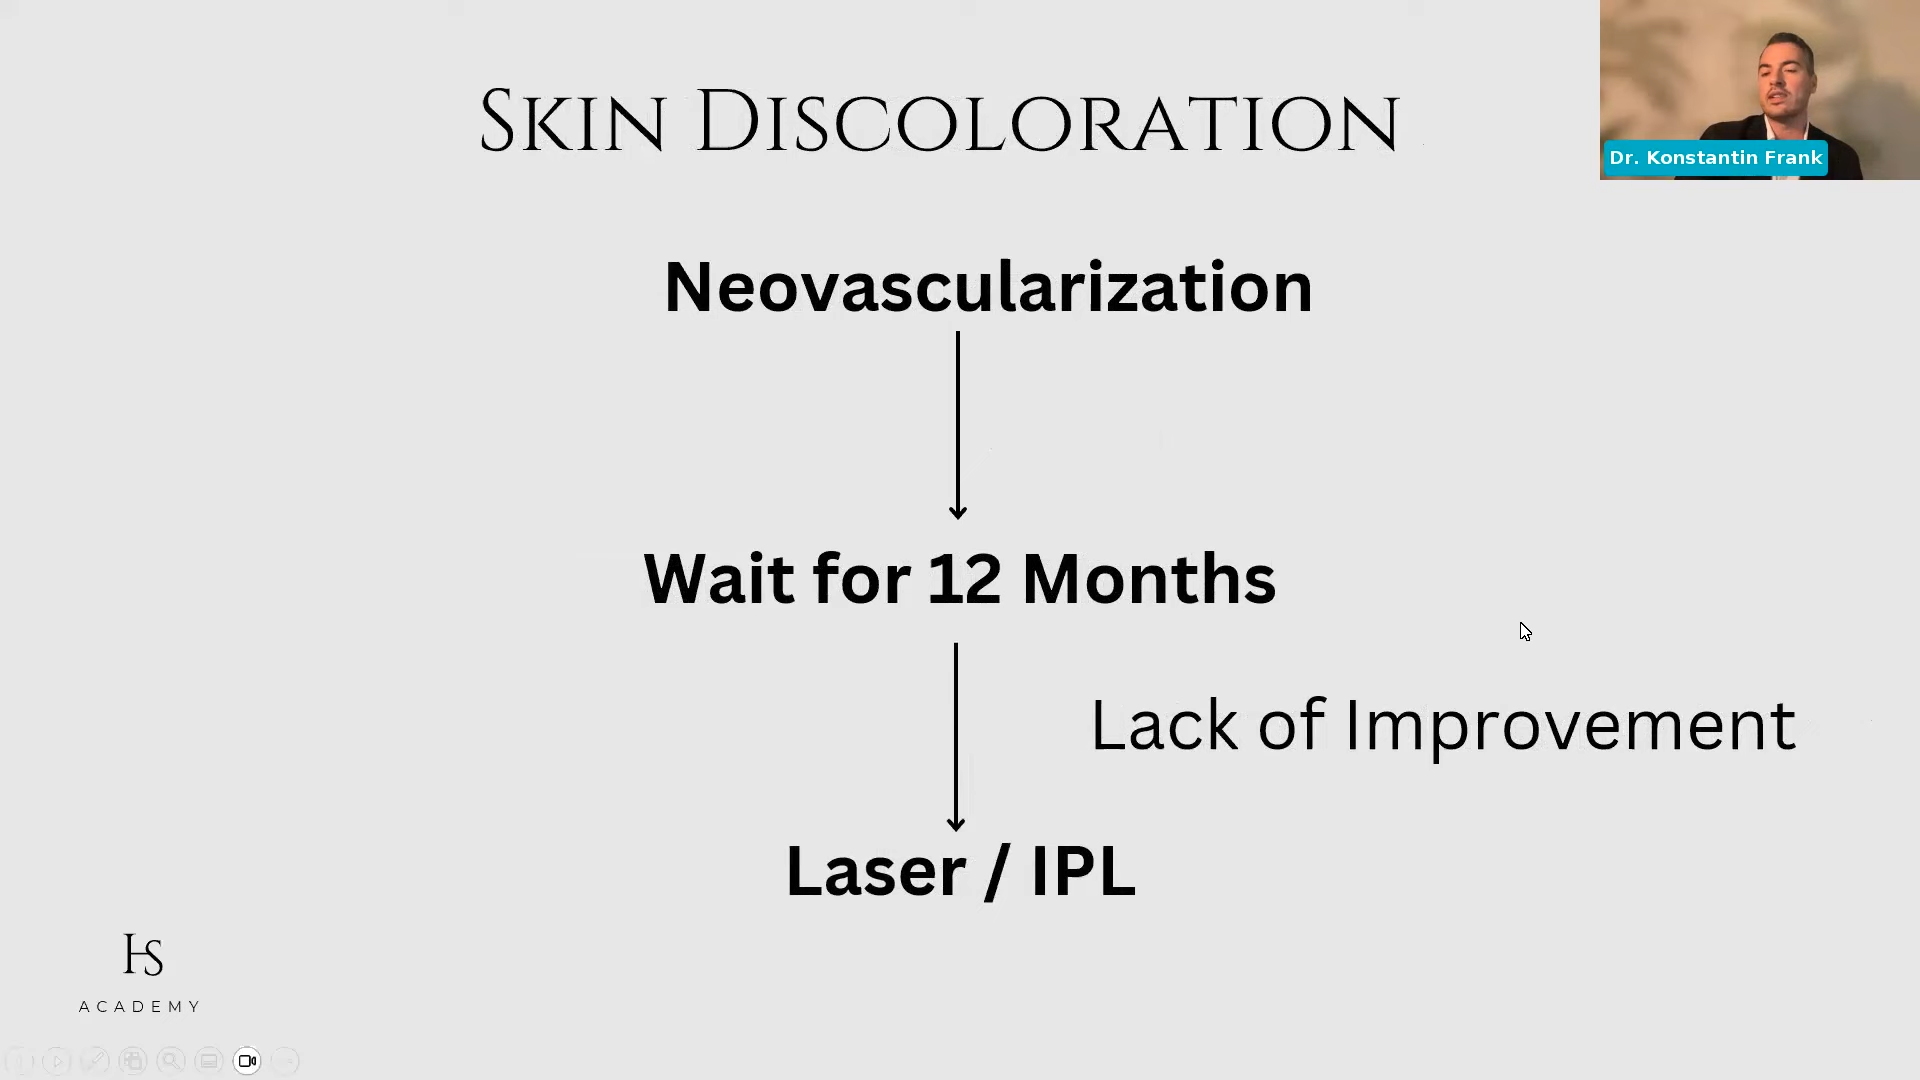 Skin Discoloration
Dr. Konstantin Frank
Neovascularization
Wait for 12 Months
Lack of Improvement
Laser / IPL
HS
ACADEMY